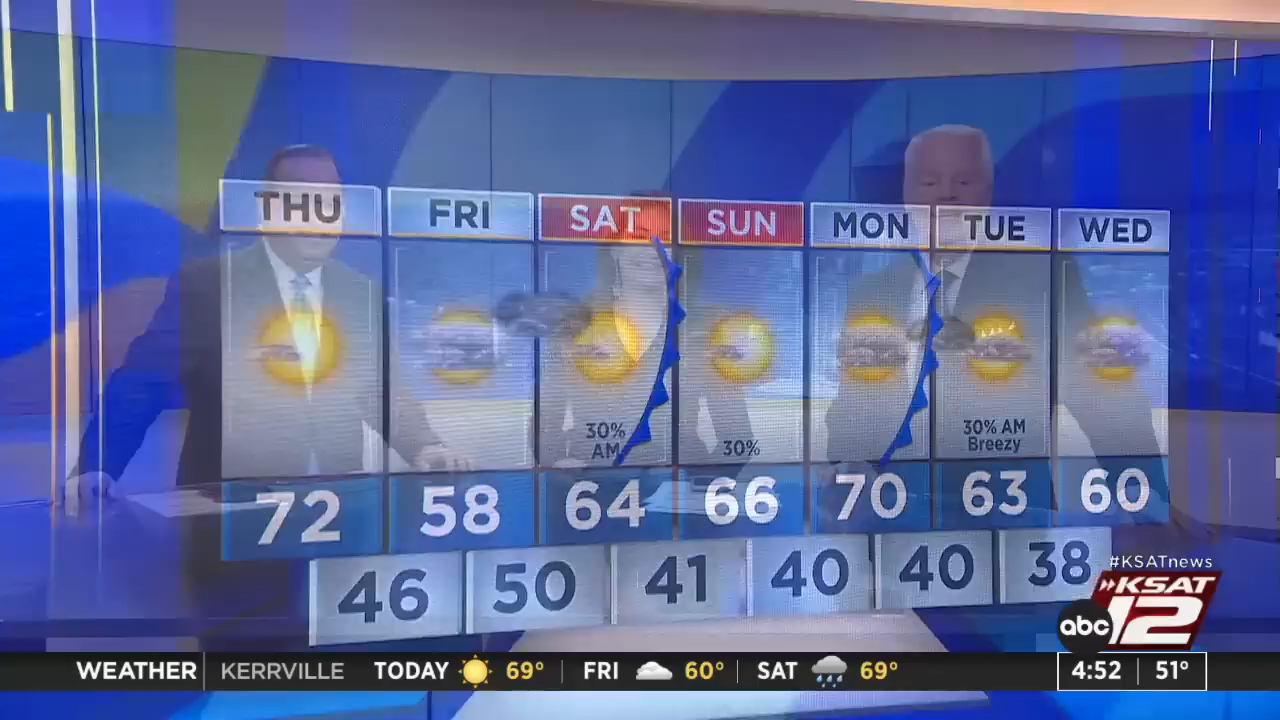 THU FRI SAT SUN MON TUE WED
30% AM
30%
30% AM Breezy
72 58 64 66 70 63 60
46 50 41 40 40 38
#KSATnews
KSAT
abc 12
WEATHER KERRVILLE TODAY 69° FRI 60° SAT 69° 4:52 51°